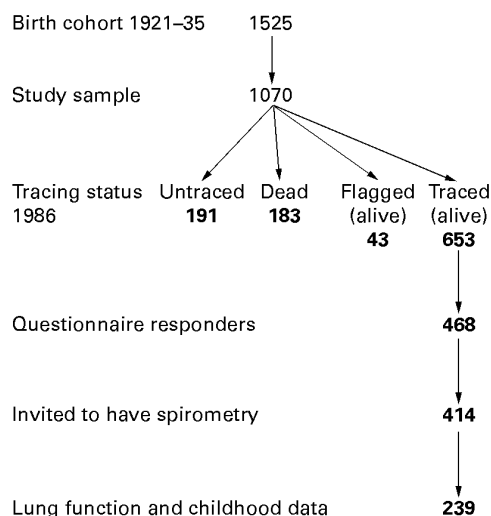 Birth cohort 1921–35 1525
Study sample 1070
Tracing status Untraced Dead Flagged Traced
1986 191 183 (alive) (alive)
43 653
Questionnaire responders 468
Invited to have spirometry 414
Lung function and childhood data 239